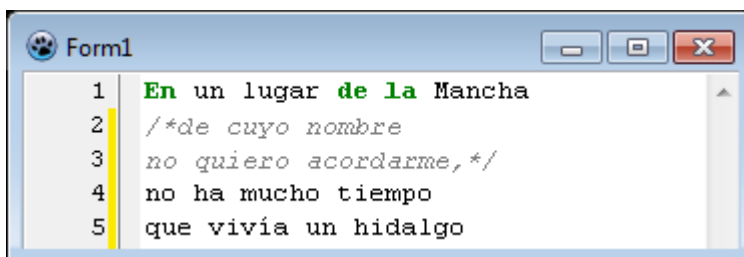 Form1
1 En un lugar de la Mancha
2 /*de cuyo nombre
3 no quiero acordarme,*/
4 no ha mucho tiempo
5 que vivía un hidalgo